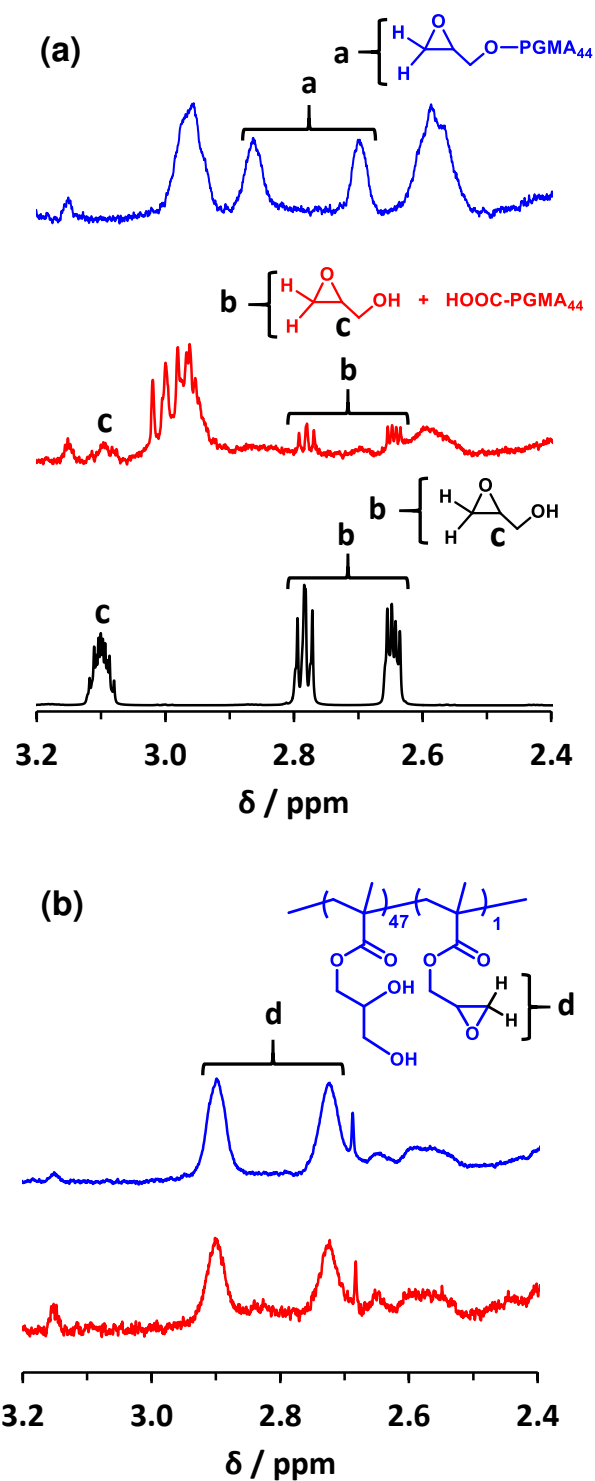 (a)
a
H
H
O
O—PGMA44
a
b
H
H
O
OH
c
+ HOOC-PGMA44
c
b
b
H
H
O
OH
c
c
b
3.2 3.0 2.8 2.6 2.4
δ / ppm
(b)
47
1
O
O
O
O
OH
OH
O
H
H
d
d
3.2 3.0 2.8 2.6 2.4
δ / ppm